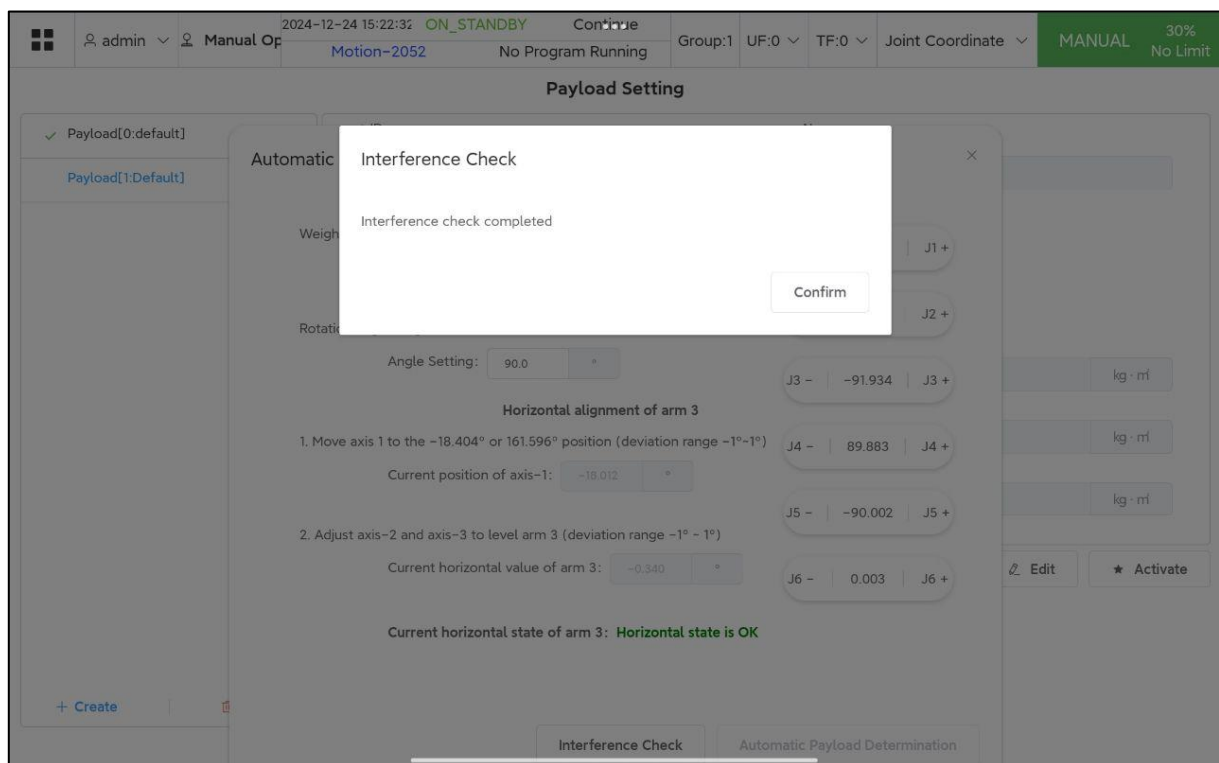 admin
Manual Op
2024-12-24 15:22:32 ON_STANDBY Continue
Motion-2052 No Program Running
Group:1 UF:0 TF:0 Joint Coordinate
MANUAL
30%
No Limit
Payload Setting
Payload[0:default]
Payload[1:Default]
Automatic
Interference Check
Interference check completed
Confirm
Weigh
J1 +
J2 +
Angle Setting: 90.0 °
J3 - -91.934 J3 +
kg · ㎡
Horizontal alignment of arm 3
1. Move axis 1 to the -18.404° or 161.596° position (deviation range -1°~1°)
J4 - 89.883 J4 +
kg · ㎡
Current position of axis-1: -18.012 °
J5 - -90.002 J5 +
kg · ㎡
2. Adjust axis-2 and axis-3 to level arm 3 (deviation range -1° ~ 1°)
Current horizontal value of arm 3: -0.340 °
J6 - 0.003 J6 +
Edit
Activate
Current horizontal state of arm 3: Horizontal state is OK
+ Create
Interference Check
Automatic Payload Determination